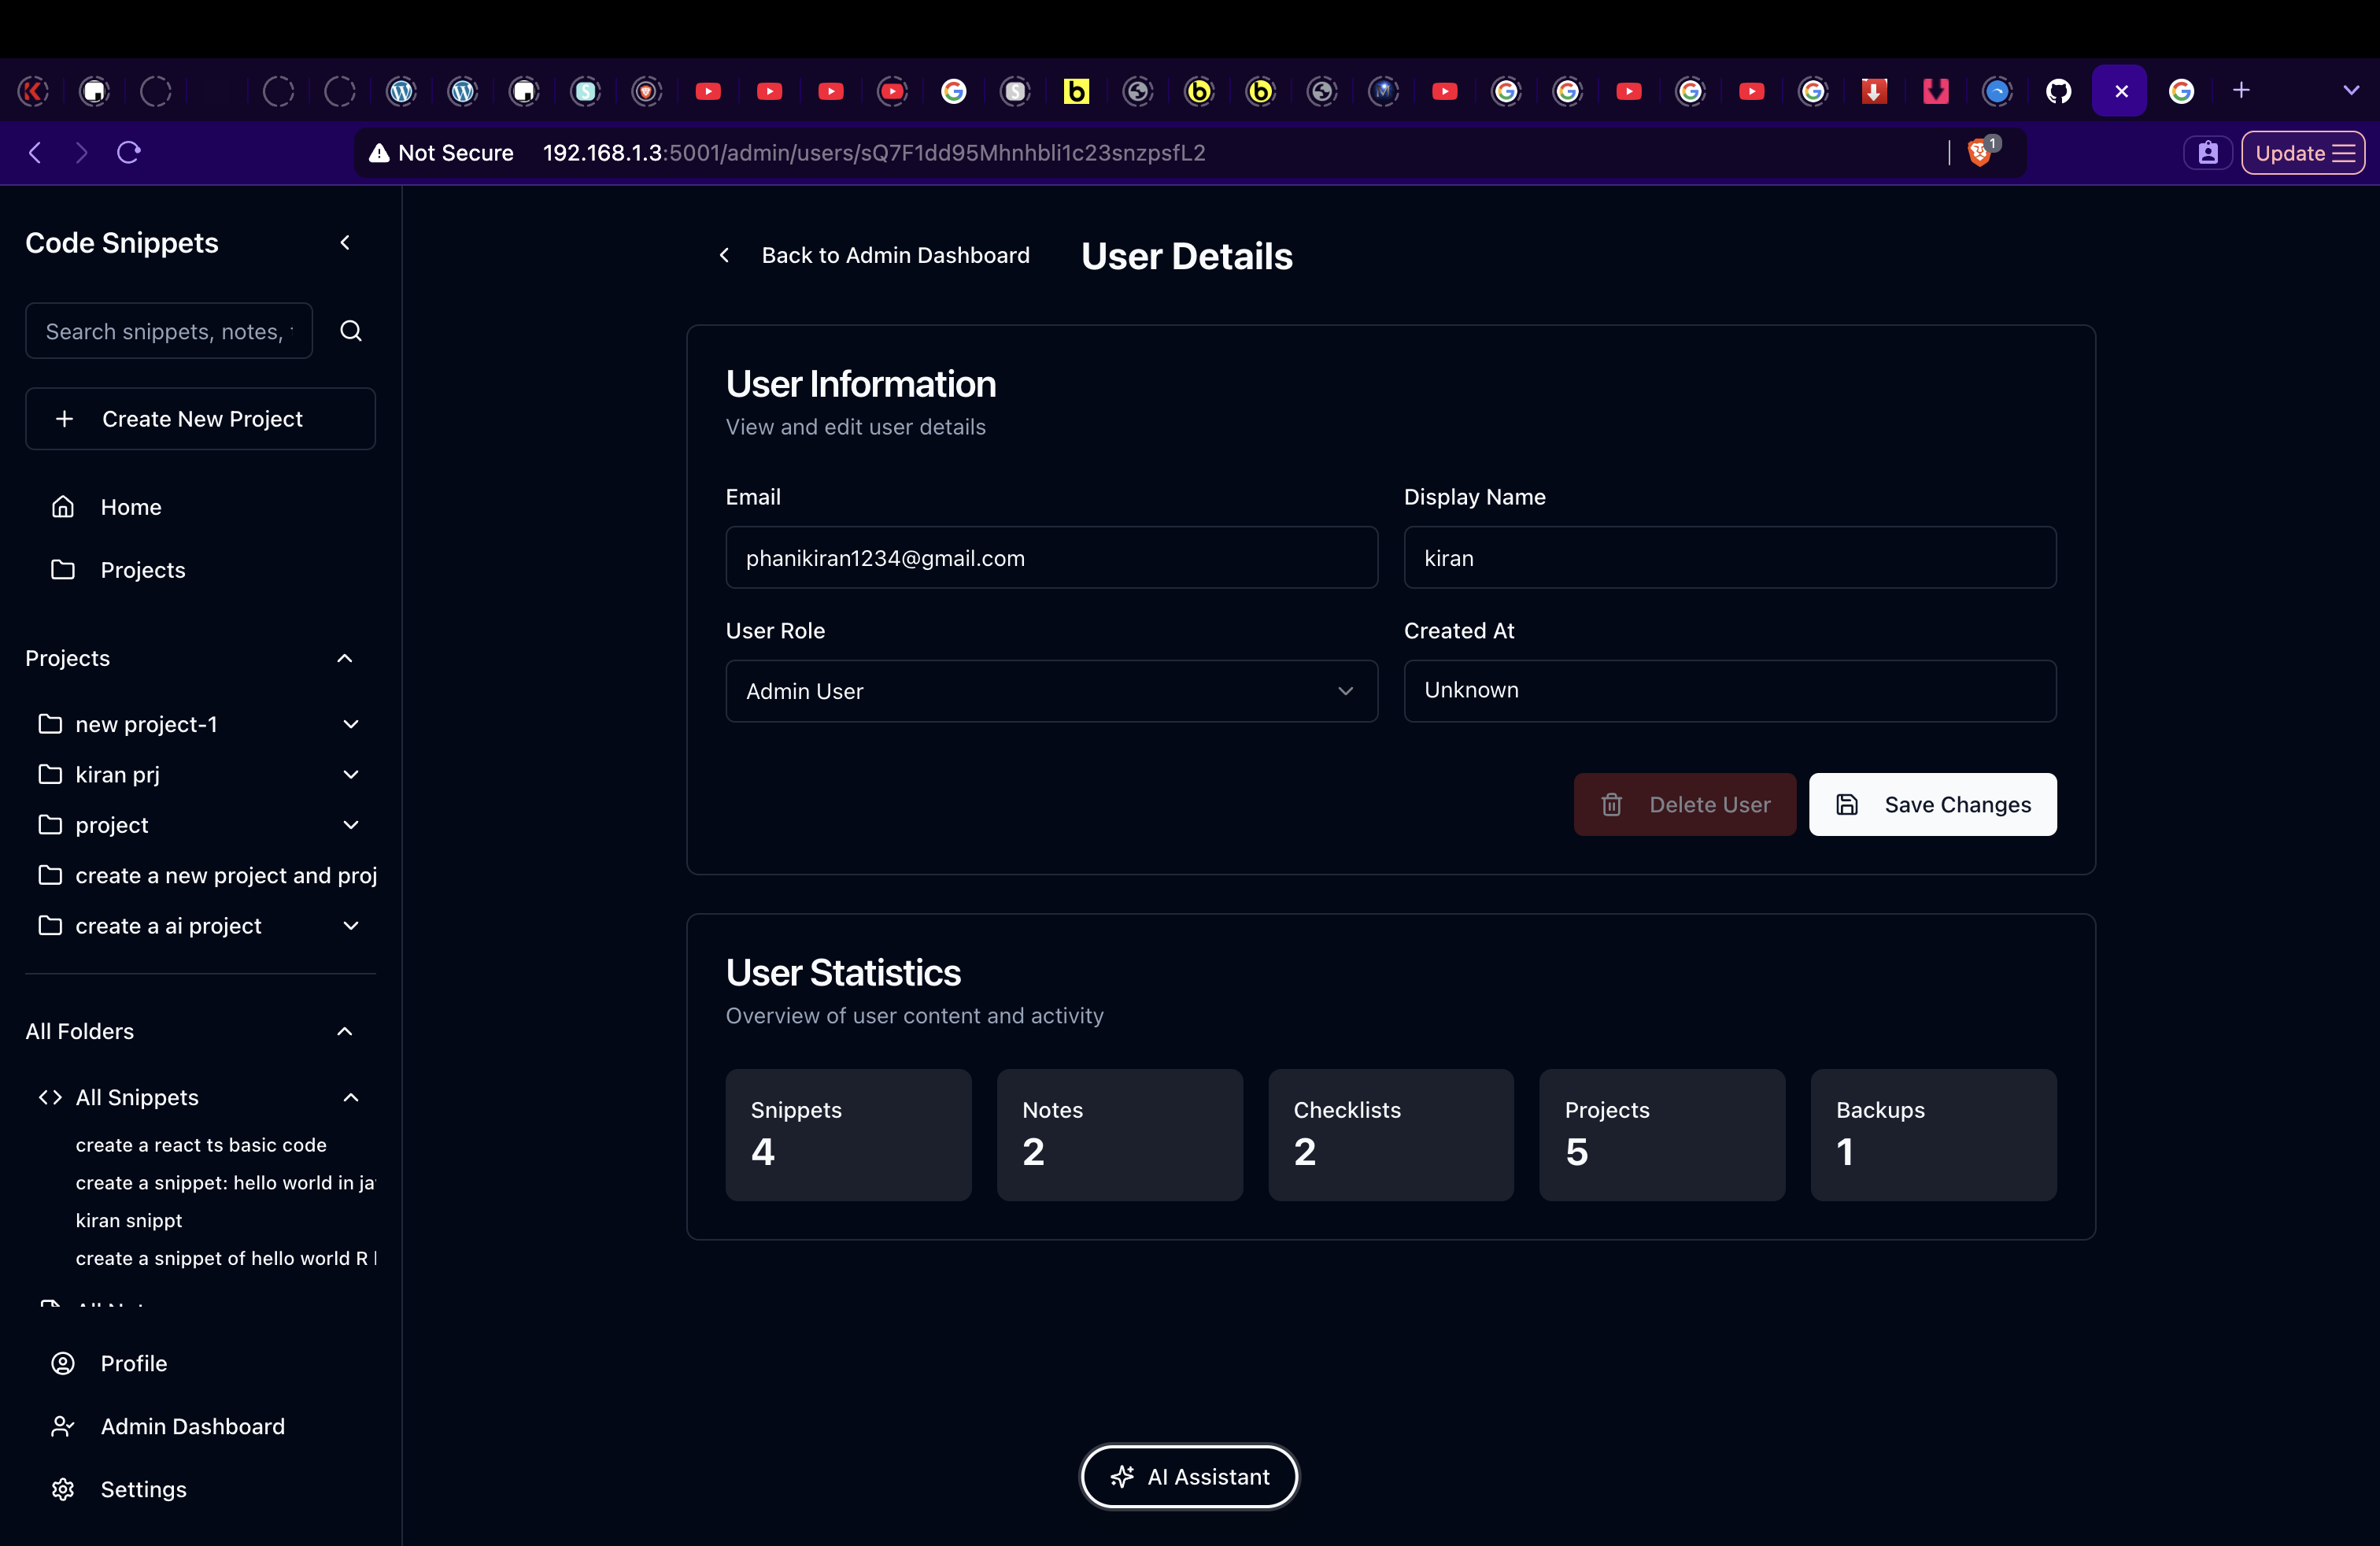 Not Secure 192.168.1.3:5001/admin/users/sQ7F1dd95Mhnhbli1c23snzpsfL2
1
Update
Code Snippets
Search snippets, notes,
Create New Project
Home
Projects
Projects
new project-1
kiran prj
project
create a new project and proj
create a ai project
All Folders
All Snippets
create a react ts basic code
create a snippet: hello world in ja
kiran snippt
create a snippet of hello world R
Profile
Admin Dashboard
Settings
Back to Admin Dashboard
User Details
User Information
View and edit user details
Email
Display Name
phanikiran1234@gmail.com
kiran
User Role
Created At
Admin User
Unknown
Delete User
Save Changes
User Statistics
Overview of user content and activity
Snippets
4
Notes
2
Checklists
2
Projects
5
Backups
1
AI Assistant